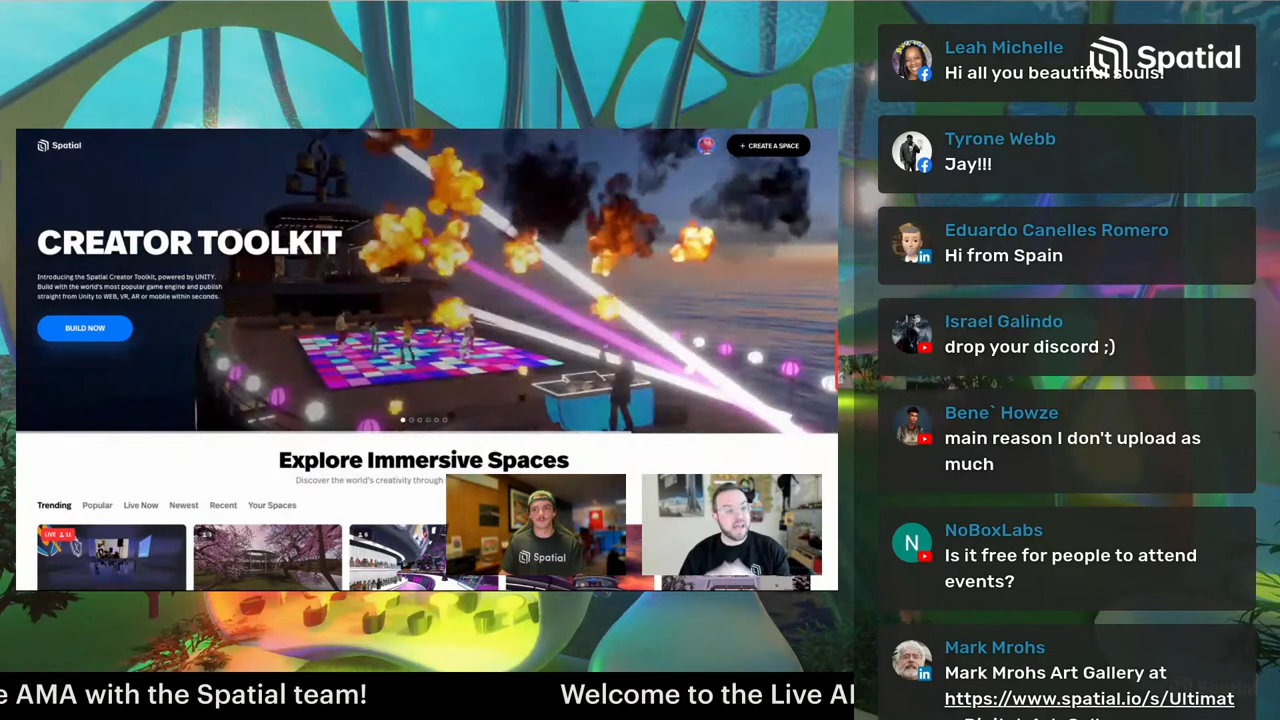 Spatial
+ CREATE A SPACE
CREATOR TOOLKIT
Introducing the Spatial Creator Toolkit, powered by UNITY.
Build with the world's most popular game engine and publish
straight from Unity to WEB, VR, AR or mobile within seconds.
BUILD NOW
Explore Immersive Spaces
Discover the world's creativity through
Trending Popular Live Now Newest Recent Your Spaces
LIVE 11
6
Spatial
e AMA with the Spatial team!
Welcome to the Live A
Spatial
Leah Michelle
Hi all you beautiful souls!
Tyrone Webb
Jay!!!
Eduardo Canelles Romero
Hi from Spain
Israel Galindo
drop your discord ;)
Bene` Howze
main reason I don't upload as
much
N
NoBoxLabs
Is it free for people to attend
events?
Mark Mrohs
Mark Mrohs Art Gallery at
https://www.spatial.io/s/Ultimat